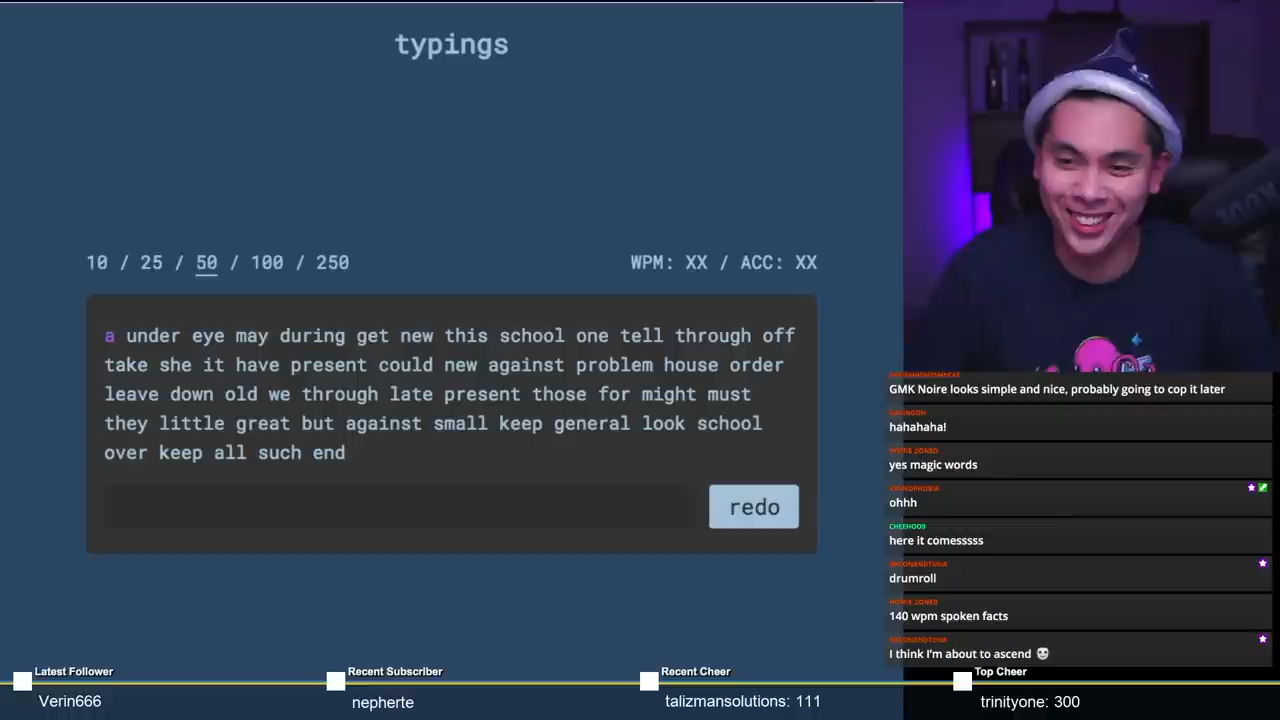 typings
10 / 25 / 50 / 100 / 250
WPM: XX / ACC: XX
a under eye may during get new this school one tell through off
take she it have present could new against problem house order
leave down old we through late present those for might must
they little great but against small keep general look school
over keep all such end
redo
GMK Noire looks simple and nice, probably going to cop it later
hahahaha!
yes magic words
ohhh
CHEEHOO9
here it comesssss
drumroll
140 wpm spoken facts
I think I'm about to ascend
Latest Follower
Verin666
Recent Subscriber
nepherte
Recent Cheer
talizmansolutions: 111
Top Cheer
trinityone: 300